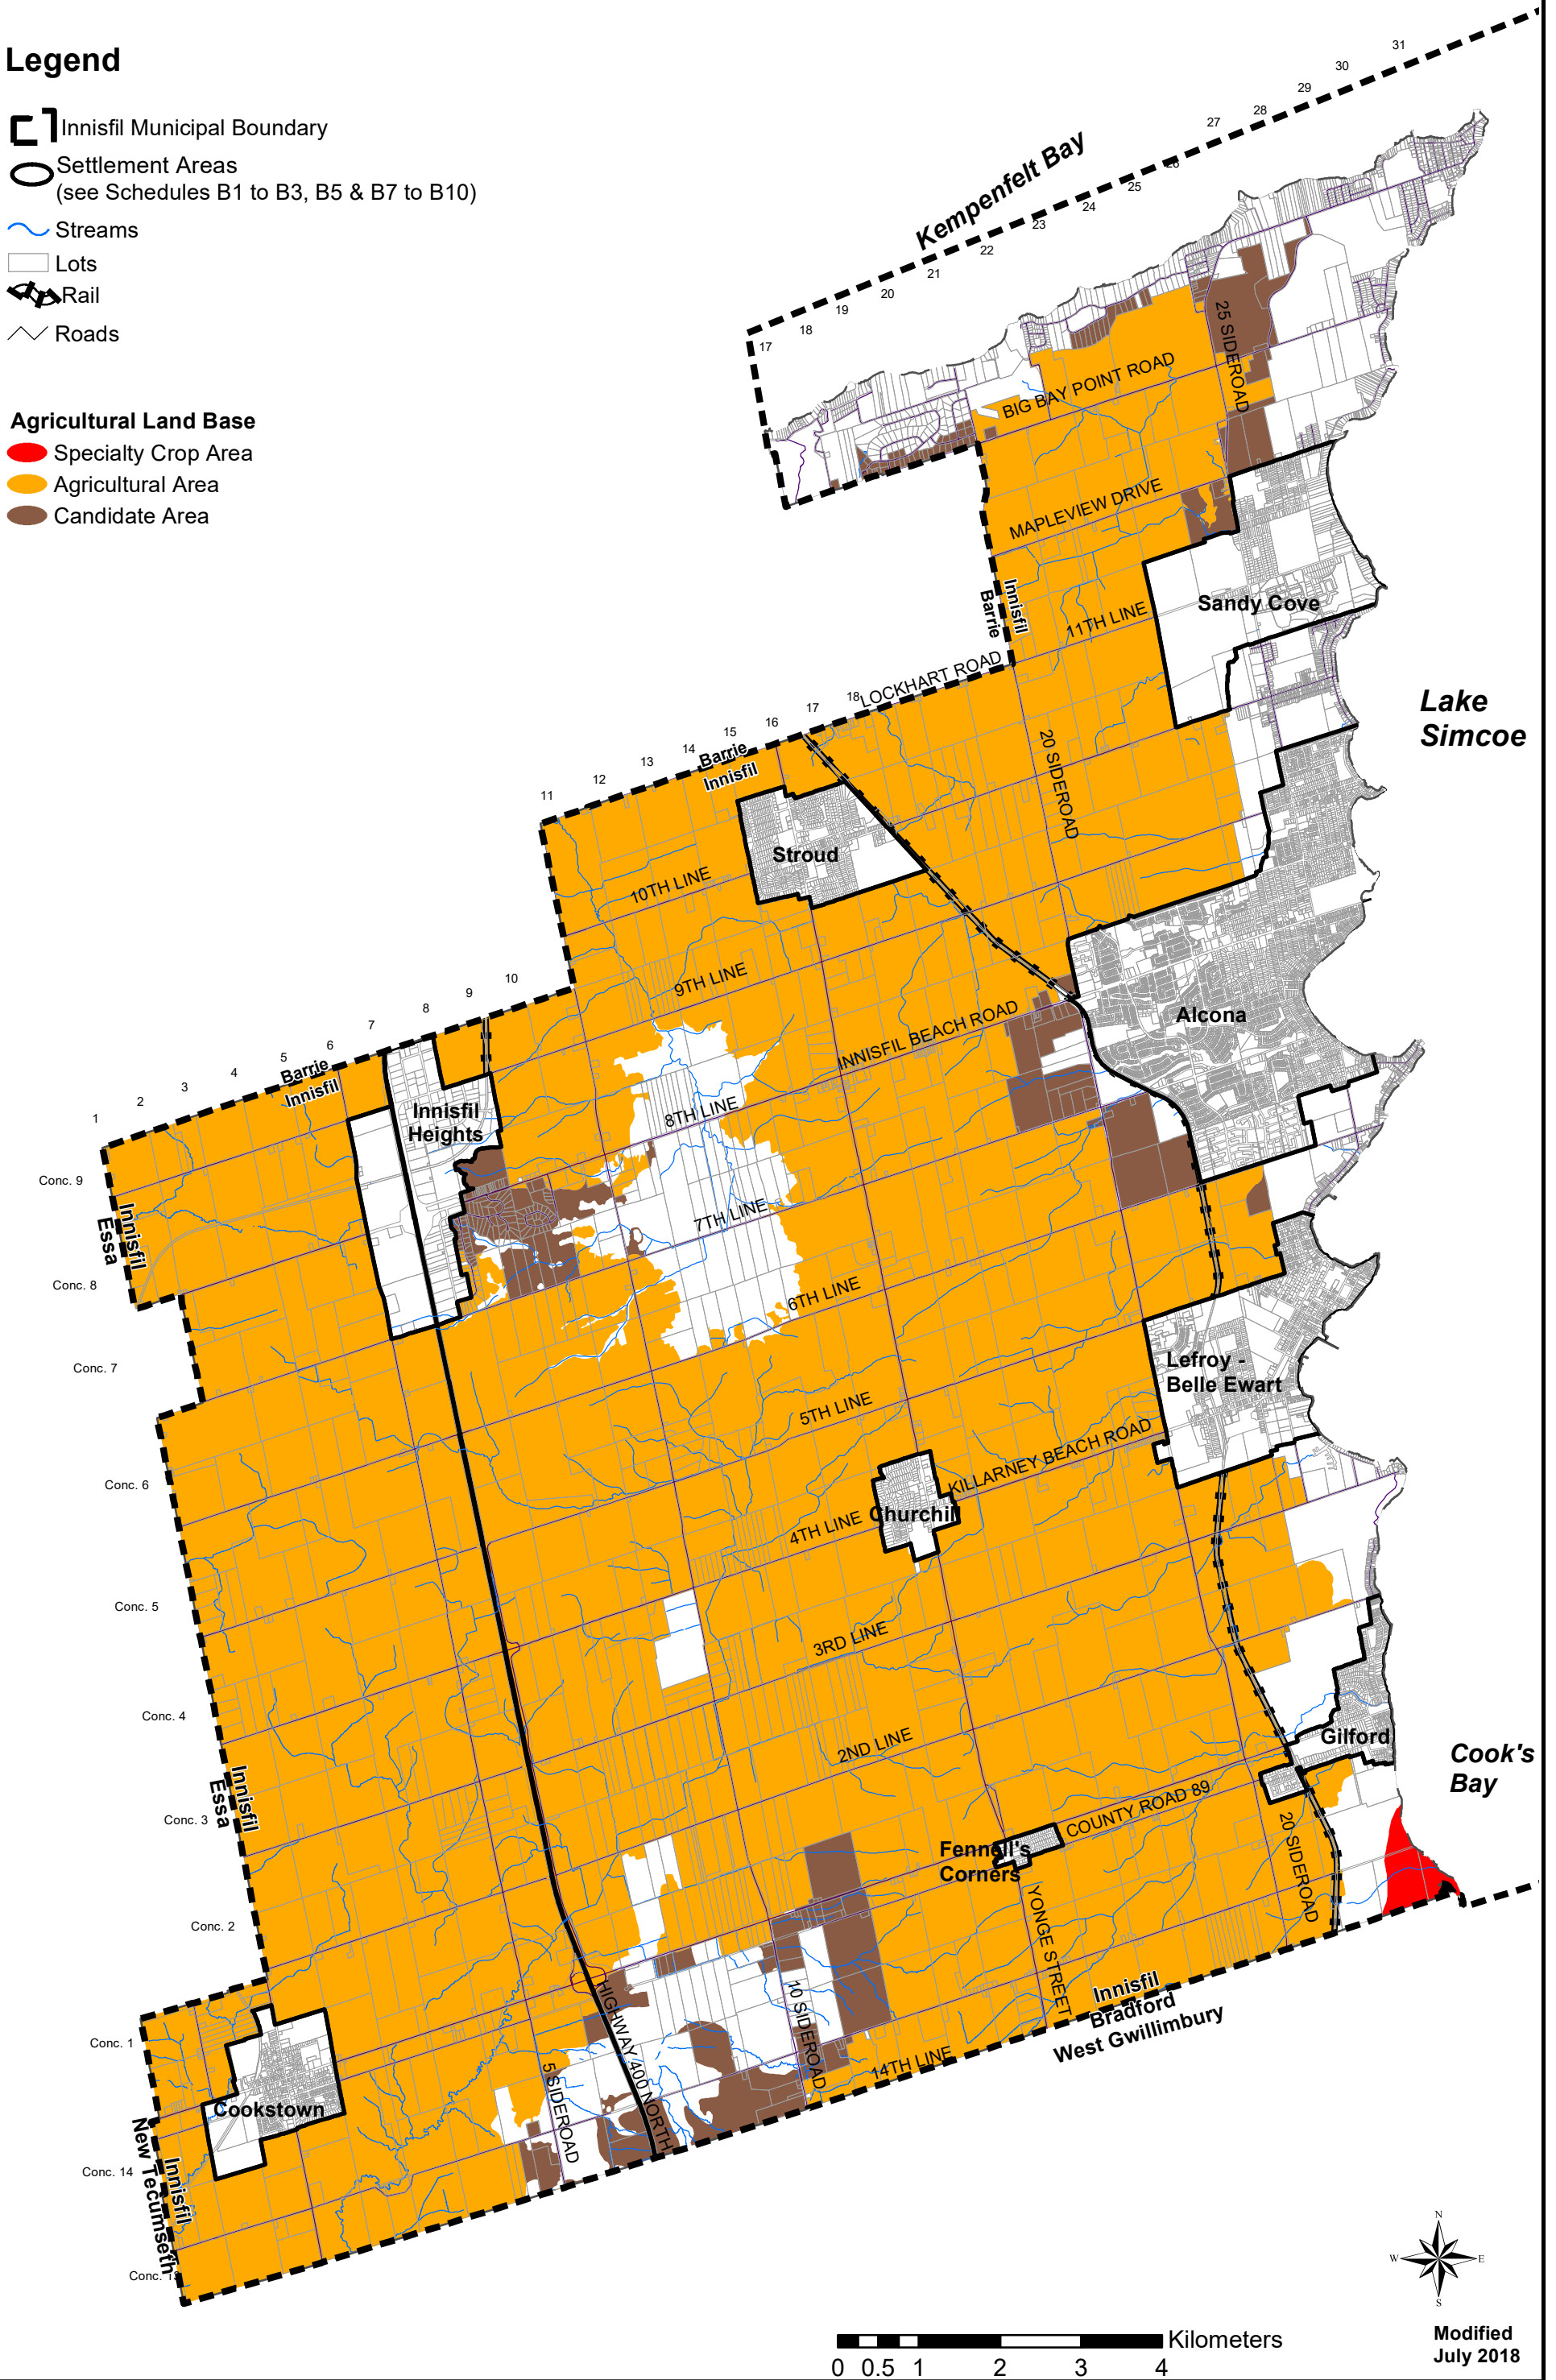 Legend
Innisfil Municipal Boundary
Settlement Areas
(see Schedules B1 to B3, B5 & B7 to B10)
Streams
Lots
Rail
Roads
Agricultural Land Base
Specialty Crop Area
Agricultural Area
Candidate Area
31
30
29
28
27
26
25
24
23
22
21
20
19
18
17
Kempenfelt Bay
25 SIDEROAD
BIG BAY POINT ROAD
MAPLEVIEW DRIVE
Innisfil
Barrie
11TH LINE
Sandy Cove
LOCKHART ROAD
Lake
Simcoe
18
17
16
15
14
13
12
11
Barrie
Innisfil
20 SIDEROAD
Stroud
10TH LINE
9TH LINE
INNISFIL BEACH ROAD
Alcona
10
9
8
7
6
5
4
3
2
1
Barrie
Innisfil
Innisfil
Heights
8TH LINE
7TH LINE
6TH LINE
Conc. 9
Innisfil
Essa
Conc. 8
Conc. 7
Lefroy -
Belle Ewart
5TH LINE
KILLARNEY BEACH ROAD
Churchill
4TH LINE
Conc. 6
Conc. 5
3RD LINE
Conc. 4
2ND LINE
Gilford
Cook's
Bay
Innisfil
Essa
Conc. 3
COUNTY ROAD 89
Fennell's
Corners
20 SIDEROAD
YONGE STREET
Conc. 2
HIGHWAY 400 NORTH
10 SIDEROAD
Innisfil
Bradford
West Gwillimbury
14TH LINE
5 SIDEROAD
Conc. 1
Cookstown
Innisfil
New Tecumseth
Conc. 14
Conc. 13
N
W
E
S
Kilometers
0 0.5 1 2 3 4
Modified
July 2018